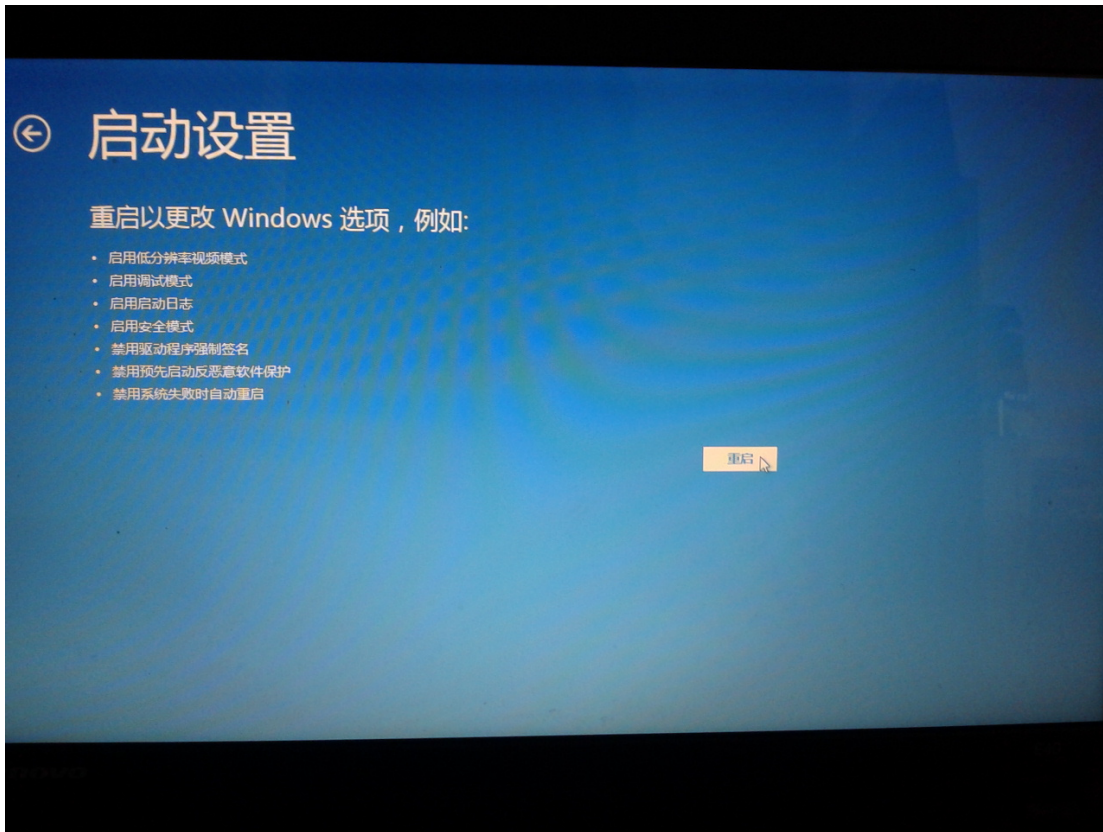 启动设置
重启以更改 Windows 选项，例如:
• 启用低分辨率视频模式
• 启用调试模式
• 启用启动日志
• 启用安全模式
• 禁用驱动程序强制签名
• 禁用预先启动反恶意软件保护
• 禁用系统失败时自动重启
重启